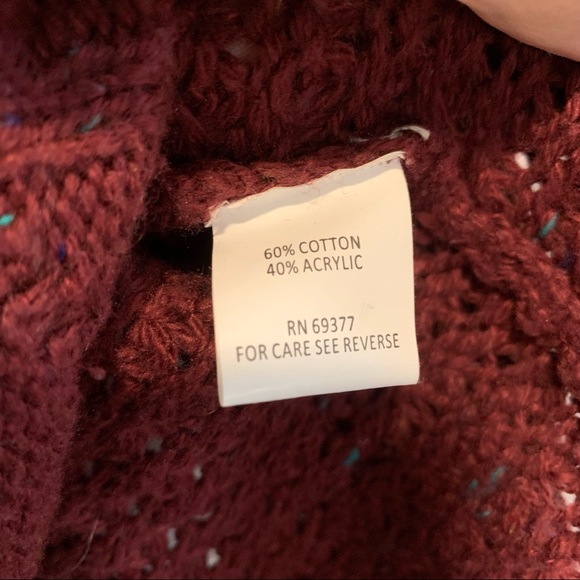 60% COTTON
40% ACRYLIC
RN 69377
FOR CARE SEE REVERSE